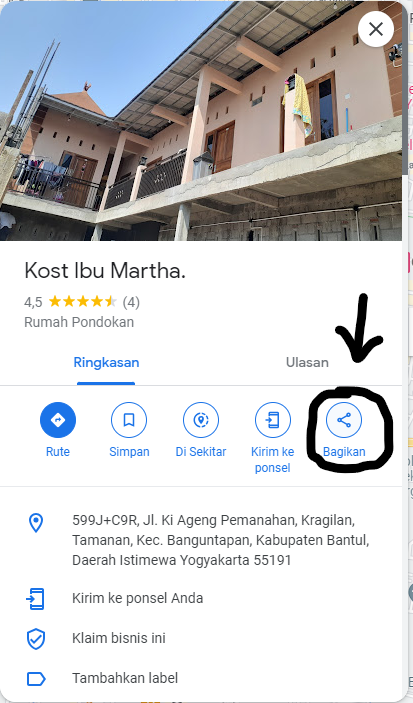 Kost Ibu Martha.
4,5 (4)
Rumah Pondokan
Ringkasan
Ulasan
Rute
Simpan
Di Sekitar
Kirim ke
ponsel
Bagikan
599J+C9R, Jl. Ki Ageng Pemanahan, Kragilan,
Tamanan, Kec. Banguntapan, Kabupaten Bantul,
Daerah Istimewa Yogyakarta 55191
Kirim ke ponsel Anda
Klaim bisnis ini
Tambahkan label